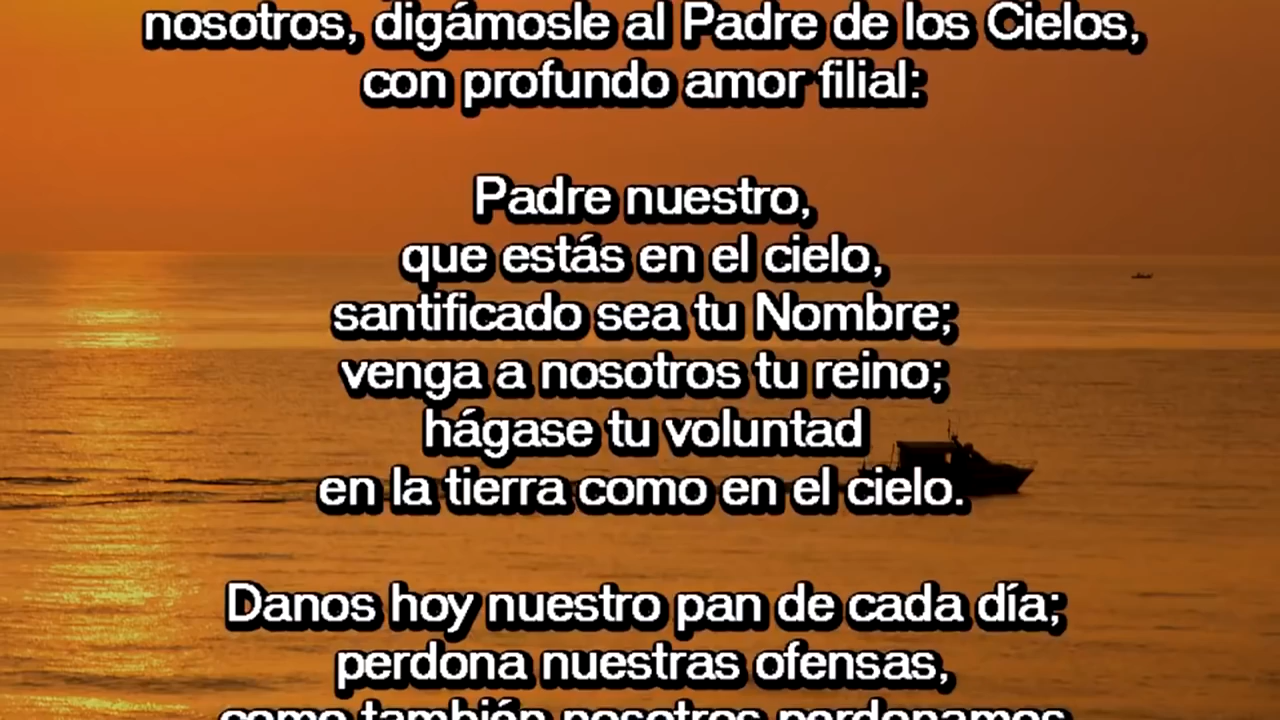 nosotros, digámosle al Padre de los Cielos,
con profundo amor filial:
Padre nuestro,
que estás en el cielo,
santificado sea tu Nombre;
venga a nosotros tu reino;
hágase tu voluntad
en la tierra como en el cielo.
Danos hoy nuestro pan de cada día;
perdona nuestras ofensas,
como también nosotros perdonamos